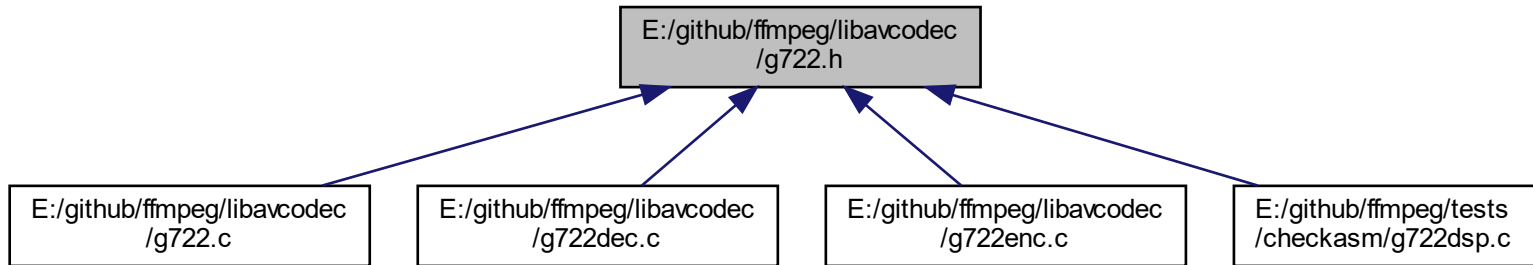 E:/github/ffmpeg/libavcodec
/g722.h
E:/github/ffmpeg/libavcodec
/g722.c
E:/github/ffmpeg/libavcodec
/g722dec.c
E:/github/ffmpeg/libavcodec
/g722enc.c
E:/github/ffmpeg/tests
/checkasm/g722dsp.c